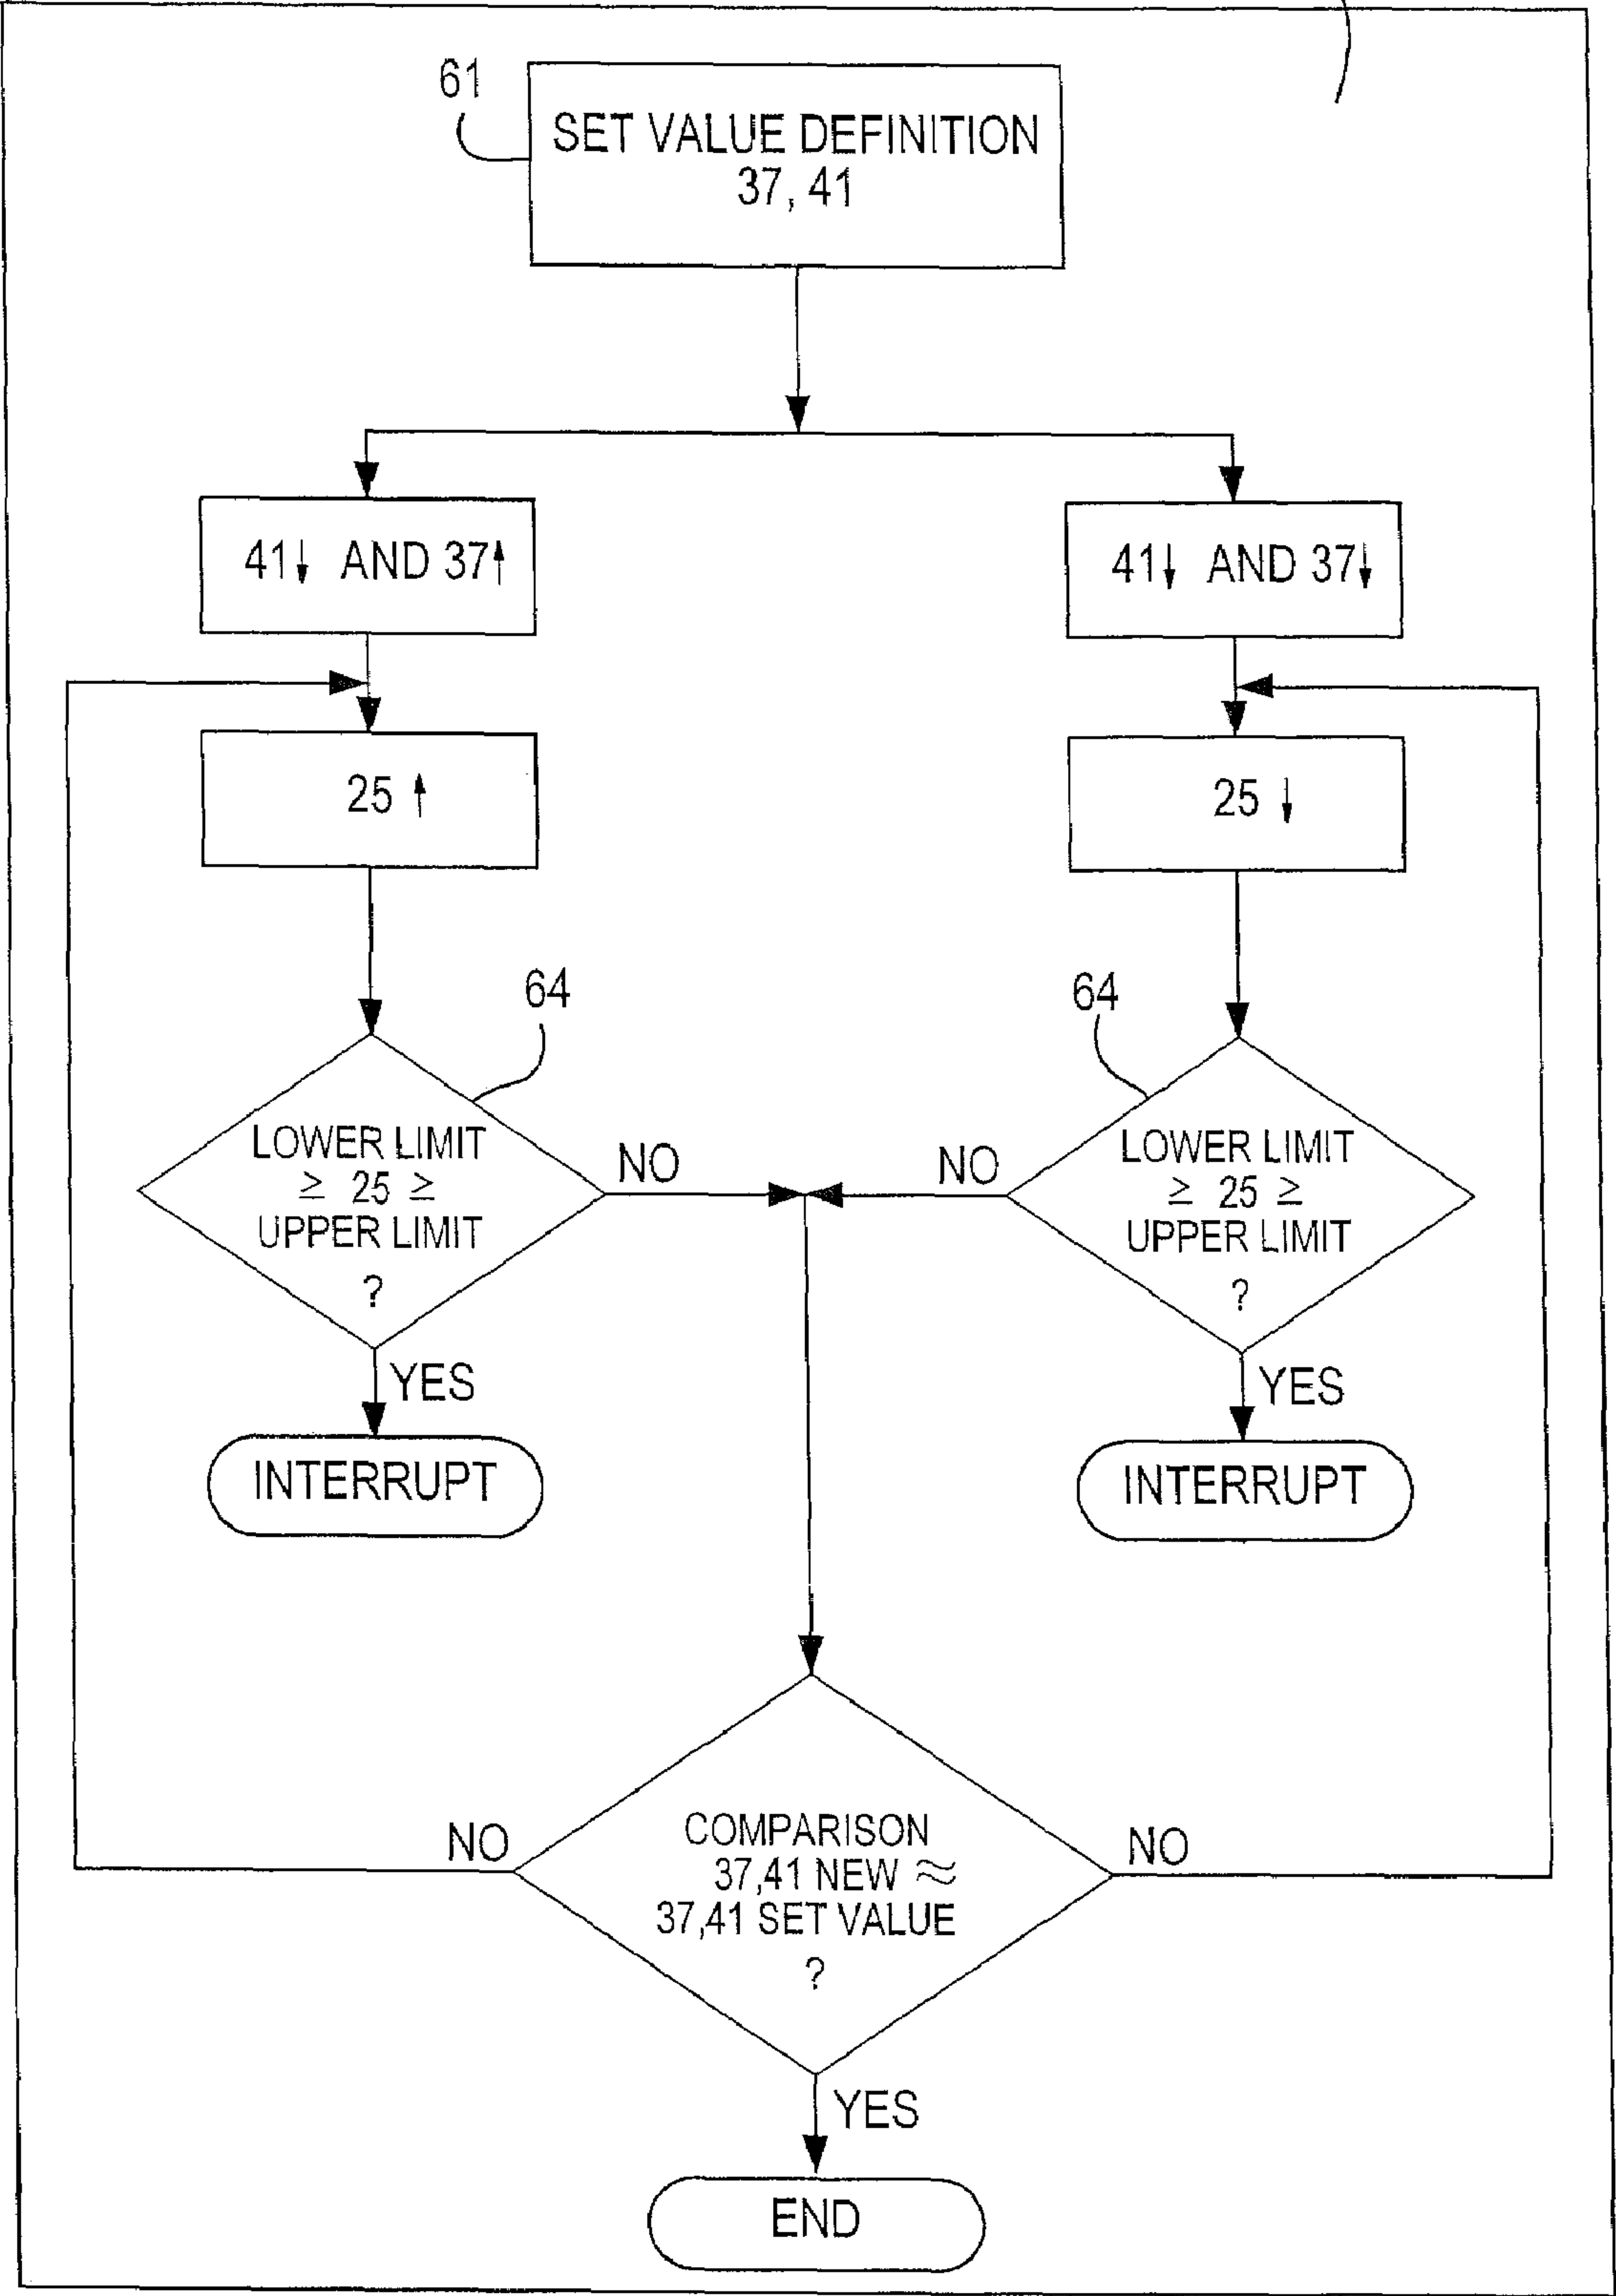 61
SET VALUE DEFINITION
37, 41
41↓ AND 37↑
41↓ AND 37↓
25 ↑
25 ↓
64
64
LOWER LIMIT
≥ 25 ≥
UPPER LIMIT
?
NO
YES
INTERRUPT
LOWER LIMIT
≥ 25 ≥
UPPER LIMIT
?
NO
YES
INTERRUPT
COMPARISON
37,41 NEW ≈
37,41 SET VALUE
?
NO
NO
YES
END